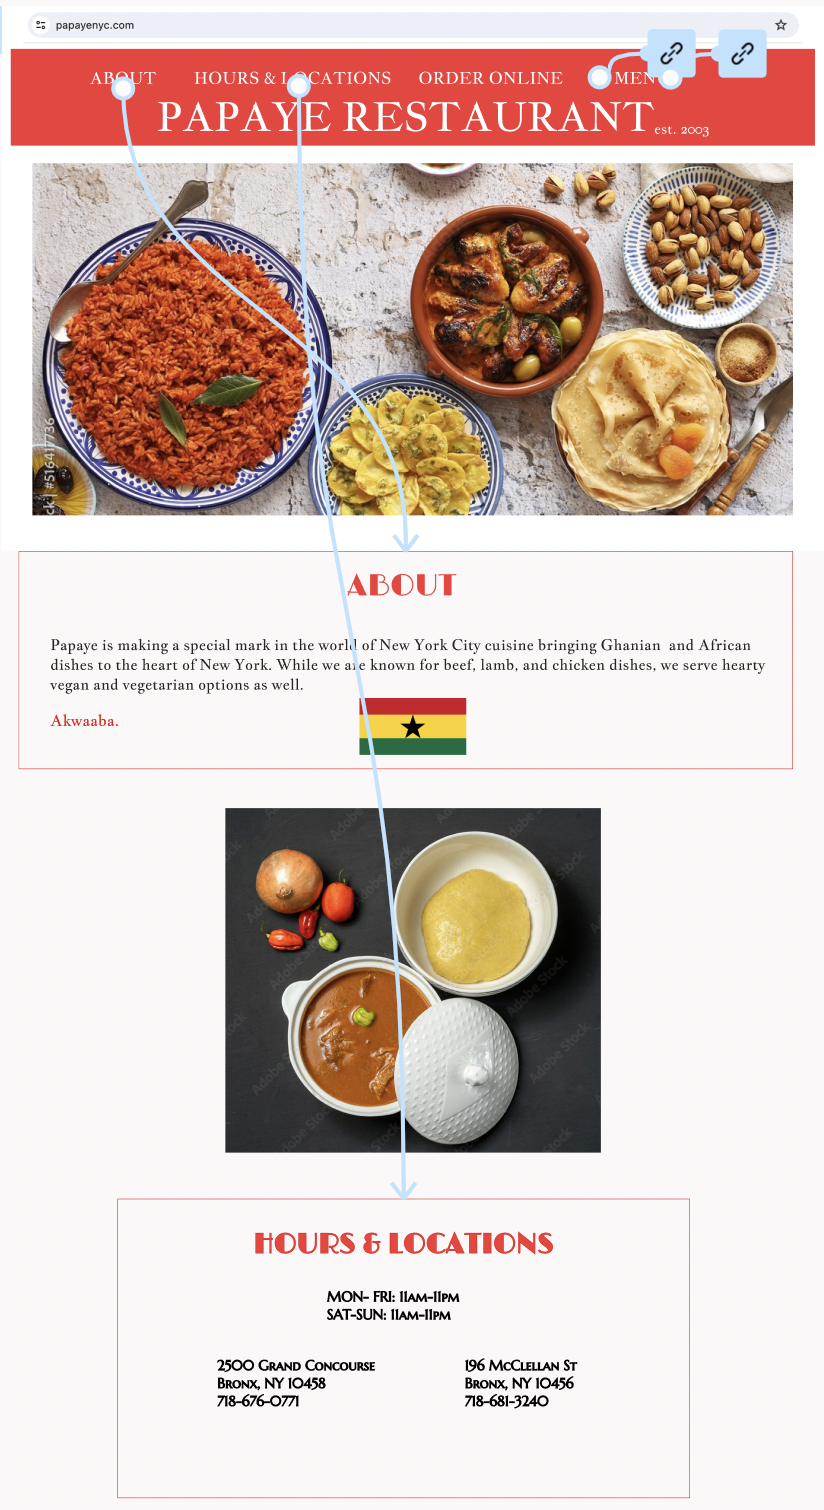 papayenyc.com
ABOUT HOURS & LOCATIONS ORDER ONLINE
PAPAYE RESTAURANT est. 2003
ck | #516417736
ABOUT
Papaye is making a special mark in the world of New York City cuisine bringing Ghanian and African
dishes to the heart of New York. While we are known for beef, lamb, and chicken dishes, we serve hearty
vegan and vegetarian options as well.
Akwaaba.
Adobe Stock
HOURS & LOCATIONS
MON- FRI: 11AM-11PM
SAT-SUN: 11AM-11PM
2500 Grand Concourse
Bronx, NY 10458
718-676-0771
196 McClellan St
Bronx, NY 10456
718-681-3240